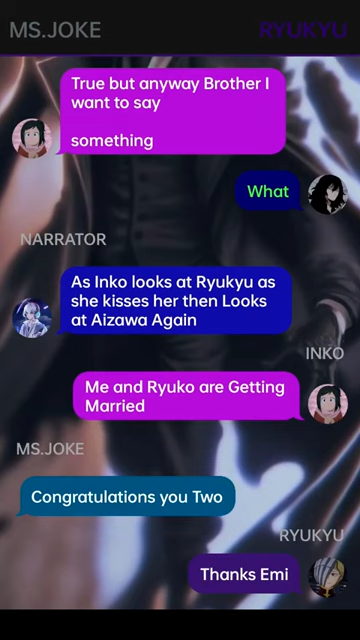 MS.JOKE
RYUKYU
True but anyway Brother I
want to say
something
What
NARRATOR
As Inko looks at Ryukyu as
she kisses her then Looks
at Aizawa Again
INKO
Me and Ryuko are Getting
Married
MS.JOKE
Congratulations you Two
RYUKYU
Thanks Emi